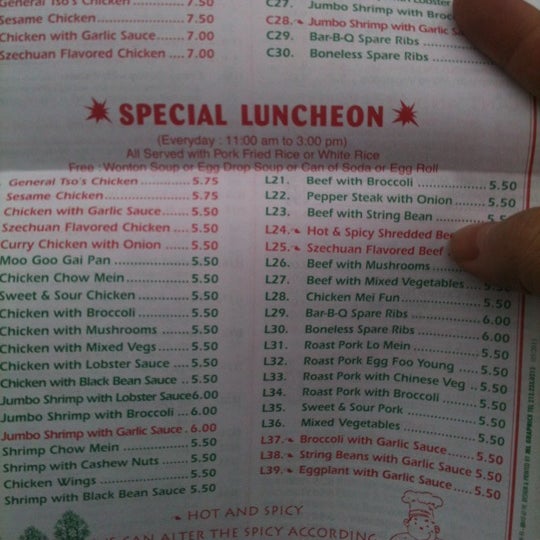 General Tso's Chicken ............ 7.50
Sesame Chicken .................. 7.50
Chicken with Garlic Sauce ...... 7.00
Szechuan Flavored Chicken .... 7.00
C27. Jumbo Shrimp with Broc
C28. Jumbo Shrimp with Garlic S
C29. Bar-B-Q Spare Ribs
C30. Boneless Spare Ribs
SPECIAL LUNCHEON
(Everyday : 11:00 am to 3:00 pm)
All Served with Pork Fried Rice or White Rice
Free : Wonton Soup or Egg Drop Soup or Can of Soda or Egg Roll
General Tso's Chicken ............ 5.75
Sesame Chicken .................. 5.75
Chicken with Garlic Sauce ...... 5.50
Szechuan Flavored Chicken .... 5.50
Curry Chicken with Onion ...... 5.50
Moo Goo Gai Pan ................ 5.50
Chicken Chow Mein .............. 5.50
Sweet & Sour Chicken ........... 5.50
Chicken with Broccoli ............ 5.50
Chicken with Mushrooms ....... 5.50
Chicken with Mixed Vegs ........ 5.50
Chicken with Lobster Sauce .... 5.50
Chicken with Black Bean Sauce .. 5.50
Jumbo Shrimp with Lobster Sauce 6.00
Jumbo Shrimp with Broccoli ... 6.00
Jumbo Shrimp with Garlic Sauce . 6.00
Shrimp Chow Mein .............. 5.50
Shrimp with Cashew Nuts ...... 5.50
Chicken Wings ................... 5.50
Shrimp with Black Bean Sauce 5.50
L21. Beef with Broccoli ................ 5.50
L22. Pepper Steak with Onion ...... 5.50
L23. Beef with String Bean .......... 5.5
L24. Hot & Spicy Shredded Bee
L25. Szechuan Flavored Beef
L26. Beef with Mushrooms
L27. Beef with Mixed Vegetables .... 5.50
L28. Chicken Mei Fun ................. 5.50
L29. Bar-B-Q Spare Ribs ............. 6.00
L30. Boneless Spare Ribs ............ 6.00
L31. Roast Pork Lo Mein ............ 5.50
L32. Roast Pork Egg Foo Young .... 5.50
L33. Roast Pork with Chinese Veg .. 5.50
L34. Roast Pork with Broccoli ....... 5.50
L35. Sweet & Sour Pork .............. 5.50
L36. Mixed Vegetables ............... 5.50
L37. Broccoli with Garlic Sauce ..... 5.50
L38. String Beans with Garlic Sauce 5.50
L39. Eggplant with Garlic Sauce .... 5.50
HOT AND SPICY
CAN ALTER THE SPICY ACCORDING